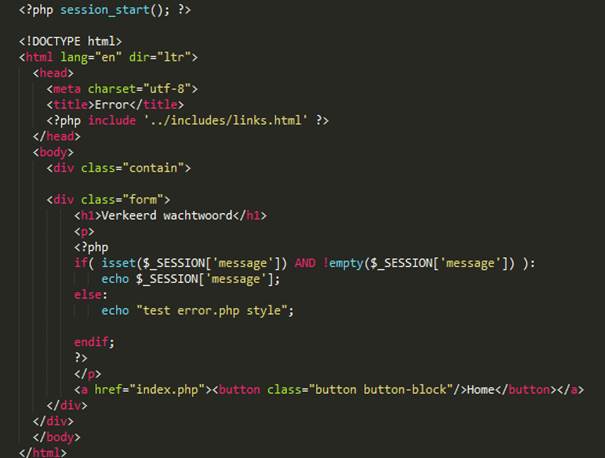 <?php session_start(); ?>
<!DOCTYPE html>
<html lang="en" dir="ltr">
<head>
<meta charset="utf-8">
<title>Error</title>
<?php include '../includes/links.html' ?>
</head>
<body>
<div class="contain">
<div class="form">
<h1>Verkeerd wachtwoord</h1>
<p>
<?php
if( isset($_SESSION['message']) AND !empty($_SESSION['message']) ):
echo $_SESSION['message'];
else:
echo "test error.php style";
endif;
?>
</p>
<a href="index.php"><button class="button button-block"/>Home</button></a>
</div>
</div>
</body>
</html>